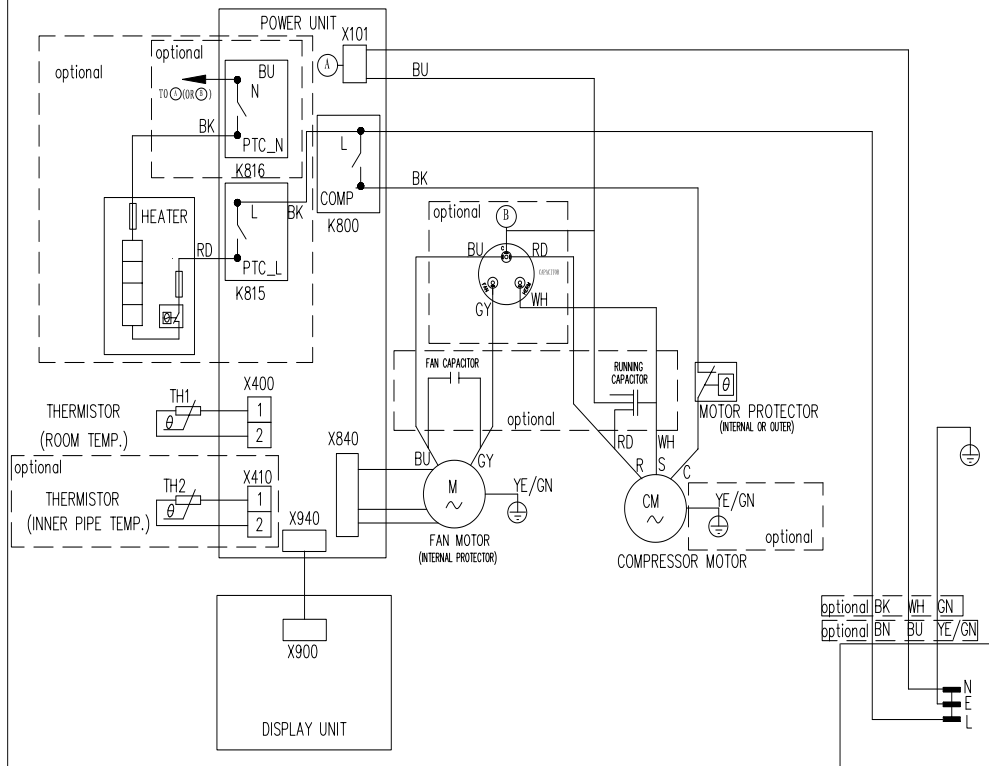 POWER UNIT
X101
optional
optional
A
BU
BU
N
TO A (OR B)
BK
PTC_N
L
K816
BK
COMP
optional
B
HEATER
L
BK
K800
C
BU
RD
RD
CAPACITOR
PTC_L
FAN
HERM
WH
K815
GY
θ
FAN CAPACITOR
RUNNING
CAPACITOR
θ
X400
TH1
THERMISTOR
1
MOTOR PROTECTOR
optional
(INTERNAL OR OUTER)
θ
(ROOM TEMP.)
2
X840
RD
WH
optional
BU
GY
R
S
C
X410
TH2
THERMISTOR
1
M
YE/GN
CM
YE/GN
θ
(INNER PIPE TEMP.)
2
X940
~
~
optional
FAN MOTOR
(INTERNAL PROTECTOR)
COMPRESSOR MOTOR
optional
BK
WH
GN
optional
BN
BU
YE/GN
X900
N
E
L
DISPLAY UNIT